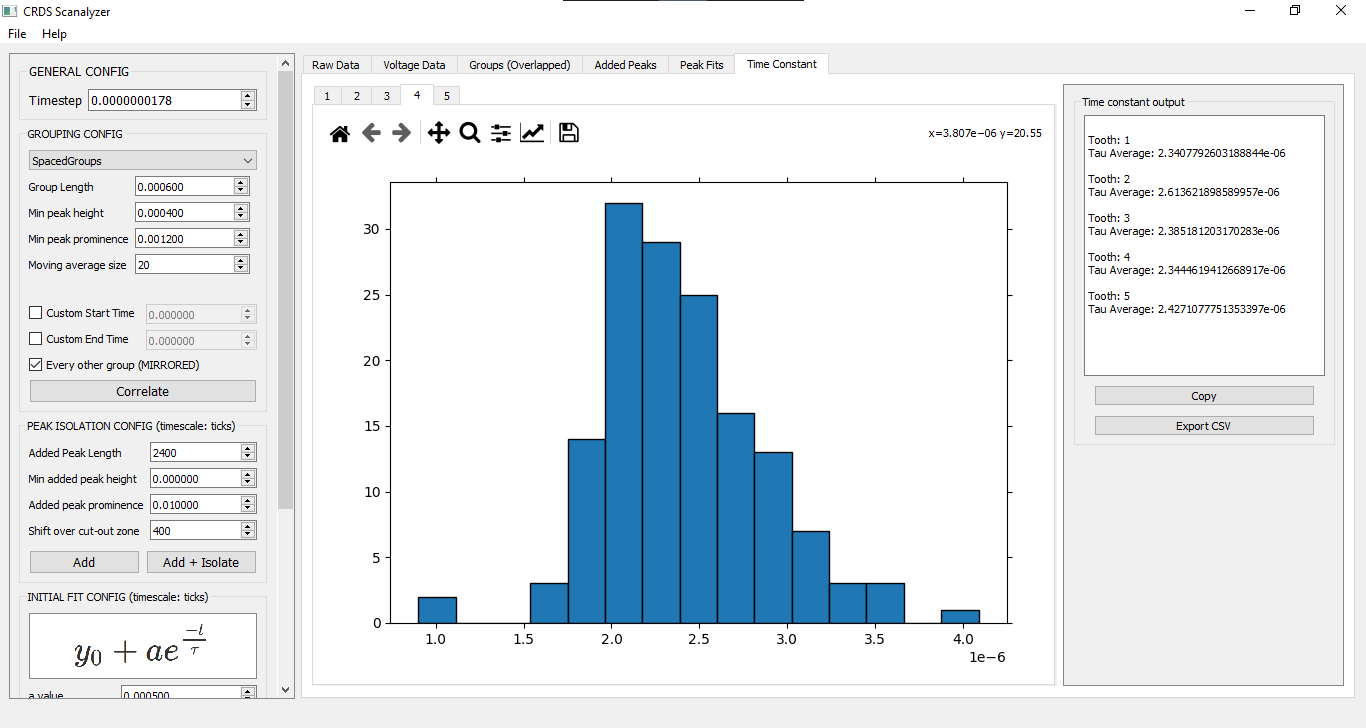 CRDS Scanalyzer
File Help
GENERAL CONFIG
Timestep 0.0000000178
GROUPING CONFIG
SpacedGroups
Group Length 0.000600
Min peak height 0.000400
Min peak prominence 0.001200
Moving average size 20
Custom Start Time 0.000000
Custom End Time 0.000000
Every other group (MIRRORED)
Correlate
PEAK ISOLATION CONFIG (timescale: ticks)
Added Peak Length 2400
Min added peak height 0.000000
Added peak prominence 0.010000
Shift over cut-out zone 400
Add Add + Isolate
INITIAL FIT CONFIG (timescale: ticks)
y₀ + ae^(-t/τ)
a value 0.000500
Raw Data Voltage Data Groups (Overlapped) Added Peaks Peak Fits Time Constant
1 2 3 4 5
x=3.807e−06 y=20.55
30
25
20
15
10
5
0
1.0 1.5 2.0 2.5 3.0 3.5 4.0
1e−6
Time constant output
Tooth: 1
Tau Average: 2.3407792603188844e-06
Tooth: 2
Tau Average: 2.613621898589957e-06
Tooth: 3
Tau Average: 2.385181203170283e-06
Tooth: 4
Tau Average: 2.3444619412668917e-06
Tooth: 5
Tau Average: 2.4271077751353397e-06
Copy
Export CSV